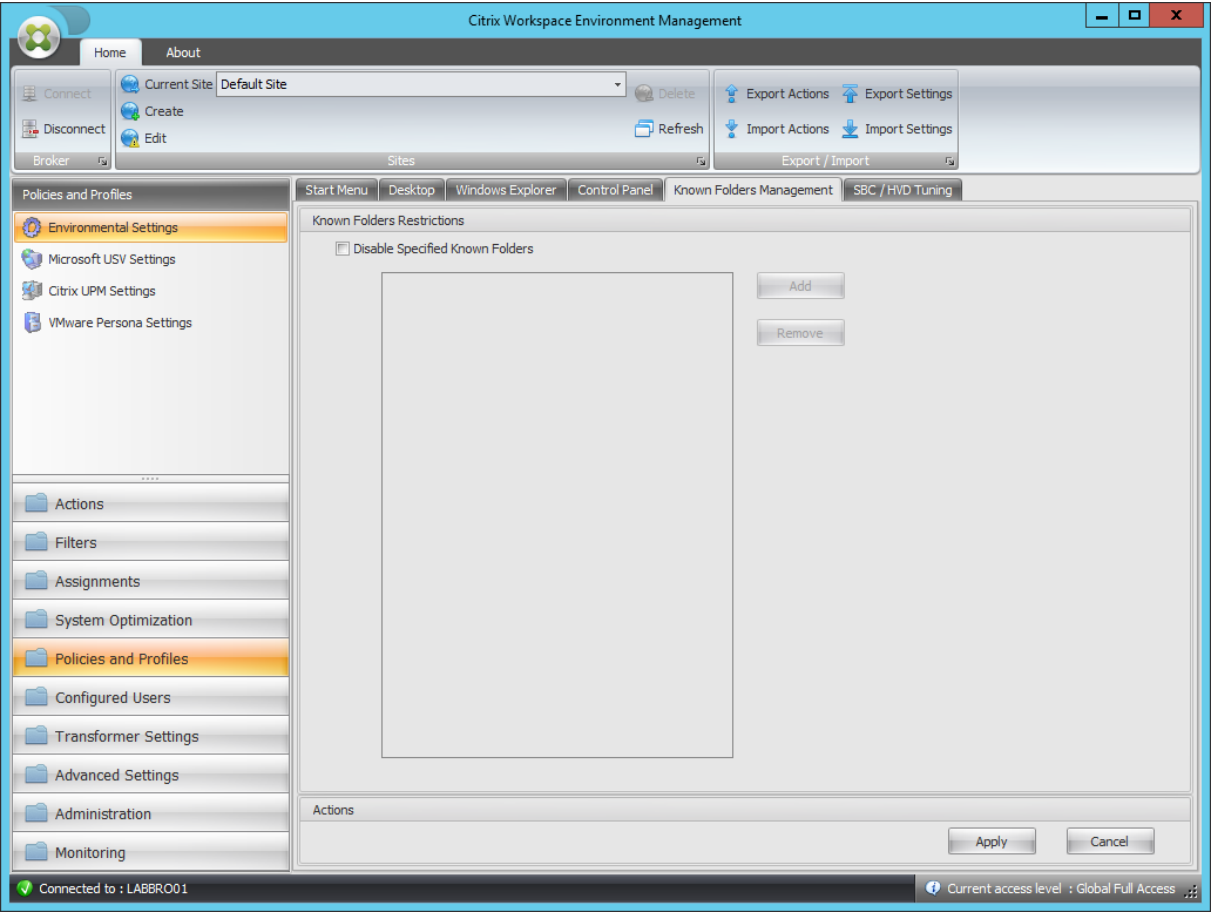 Citrix Workspace Environment Management
Home About
Connect
Disconnect
Broker
Current Site Default Site
Create
Edit
Delete
Refresh
Sites
Export Actions Export Settings
Import Actions Import Settings
Export / Import
Policies and Profiles
Environmental Settings
Microsoft USV Settings
Citrix UPM Settings
VMware Persona Settings
Actions
Filters
Assignments
System Optimization
Policies and Profiles
Configured Users
Transformer Settings
Advanced Settings
Administration
Monitoring
Start Menu Desktop Windows Explorer Control Panel Known Folders Management SBC / HVD Tuning
Known Folders Restrictions
Disable Specified Known Folders
Add
Remove
Actions
Apply Cancel
Connected to : LABBRO01
Current access level : Global Full Access